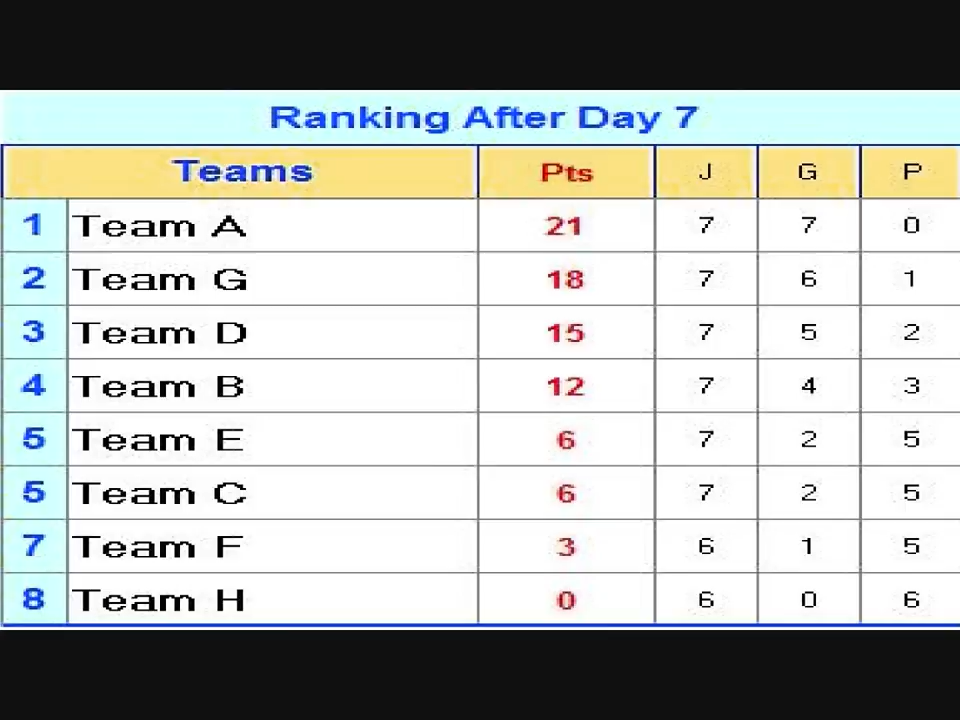 Ranking After Day 7
Teams Pts J G P
1 Team A 21 7 7 0
2 Team G 18 7 6 1
3 Team D 15 7 5 2
4 Team B 12 7 4 3
5 Team E 6 7 2 5
5 Team C 6 7 2 5
7 Team F 3 6 1 5
8 Team H 0 6 0 6